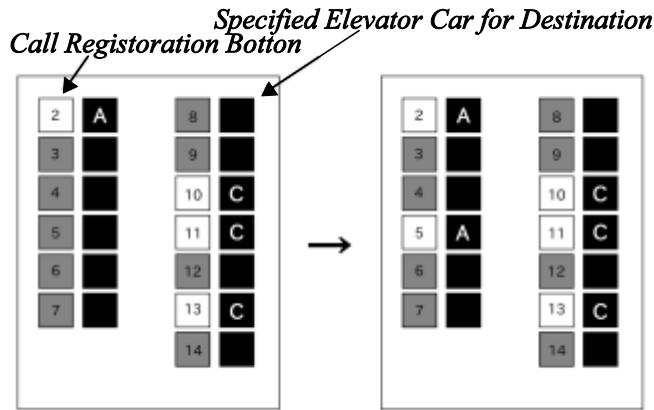 Specified Elevator Car for Destination
Call Registoration Botton
2 A 8
3 9
4 10 C
5 11 C
6 12
7 13 C
14
2 A 8
3 9
4 10 C
5 A 11 C
6 12
7 13 C
14